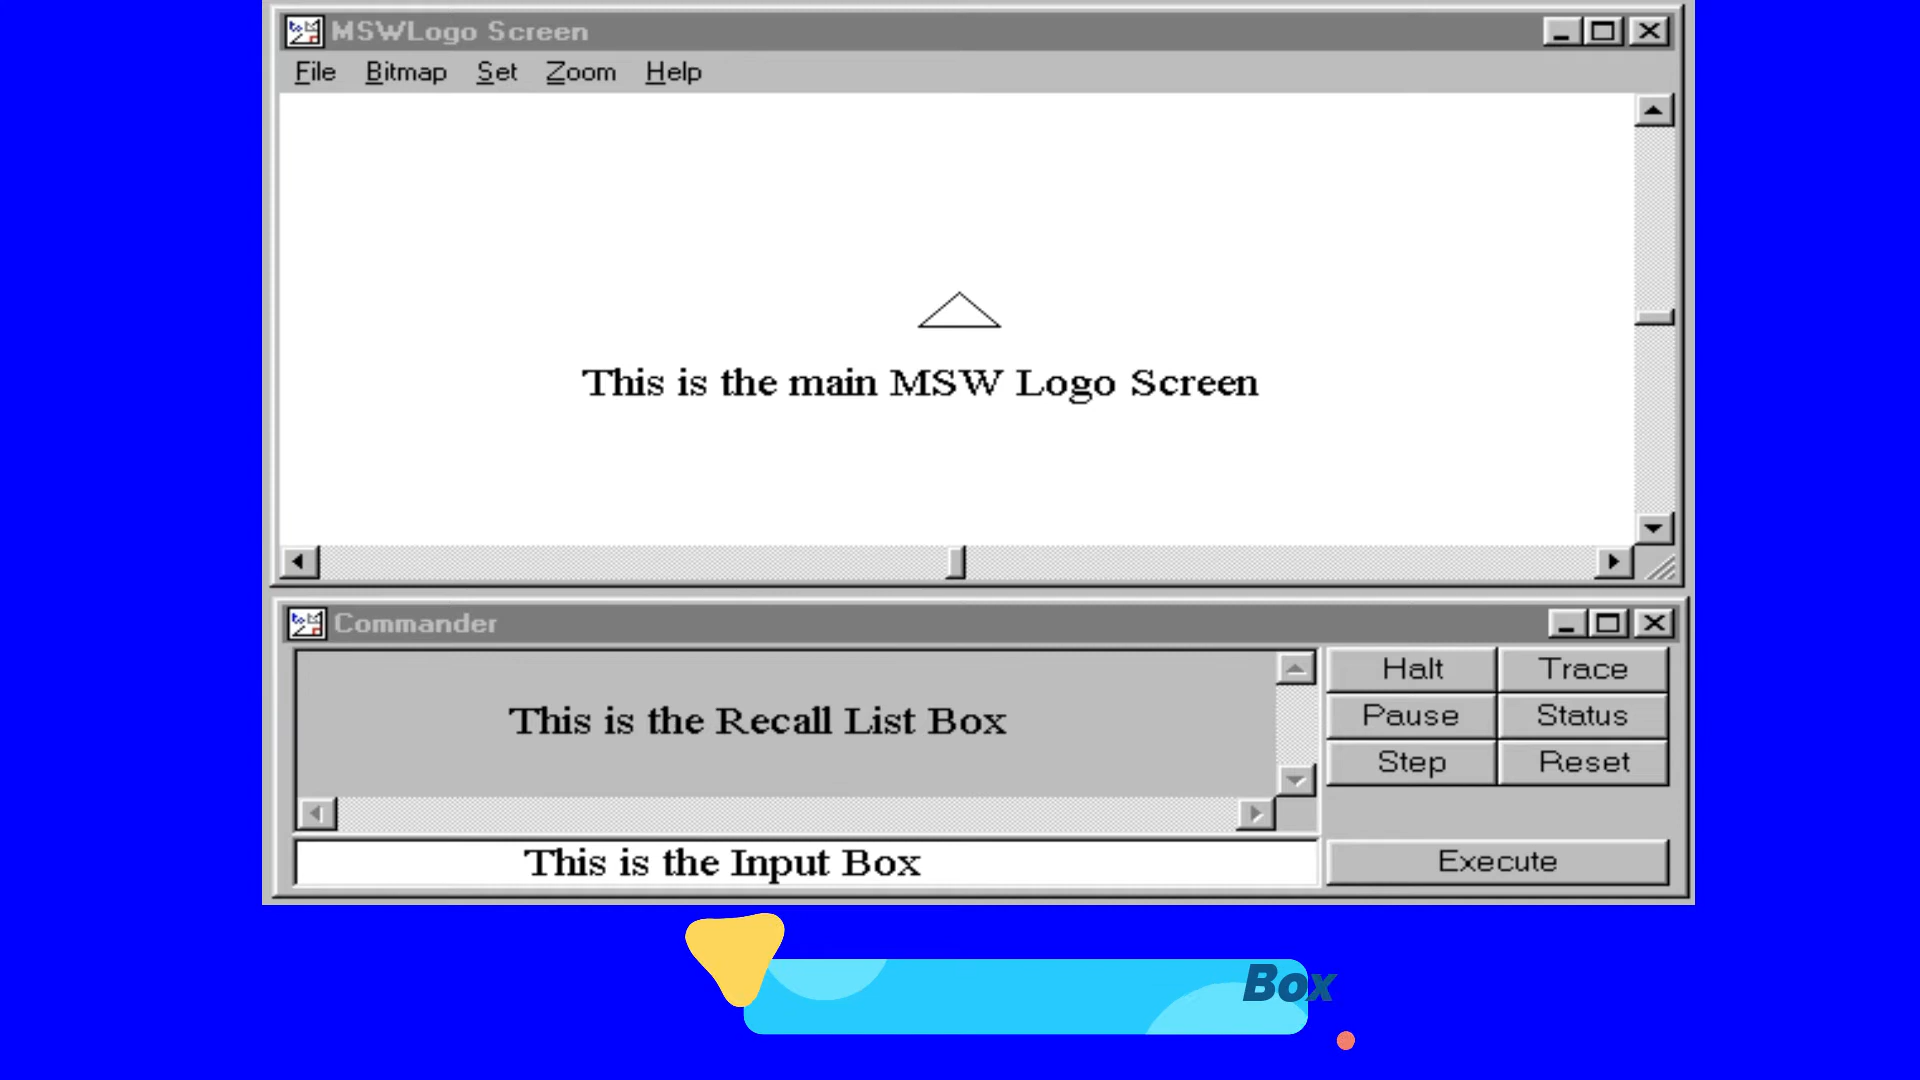 MSWLogo Screen
File Bitmap Set Zoom Help
This is the main MSW Logo Screen
Commander
This is the Recall List Box
Halt Trace
Pause Status
Step Reset
This is the Input Box
Execute
Box